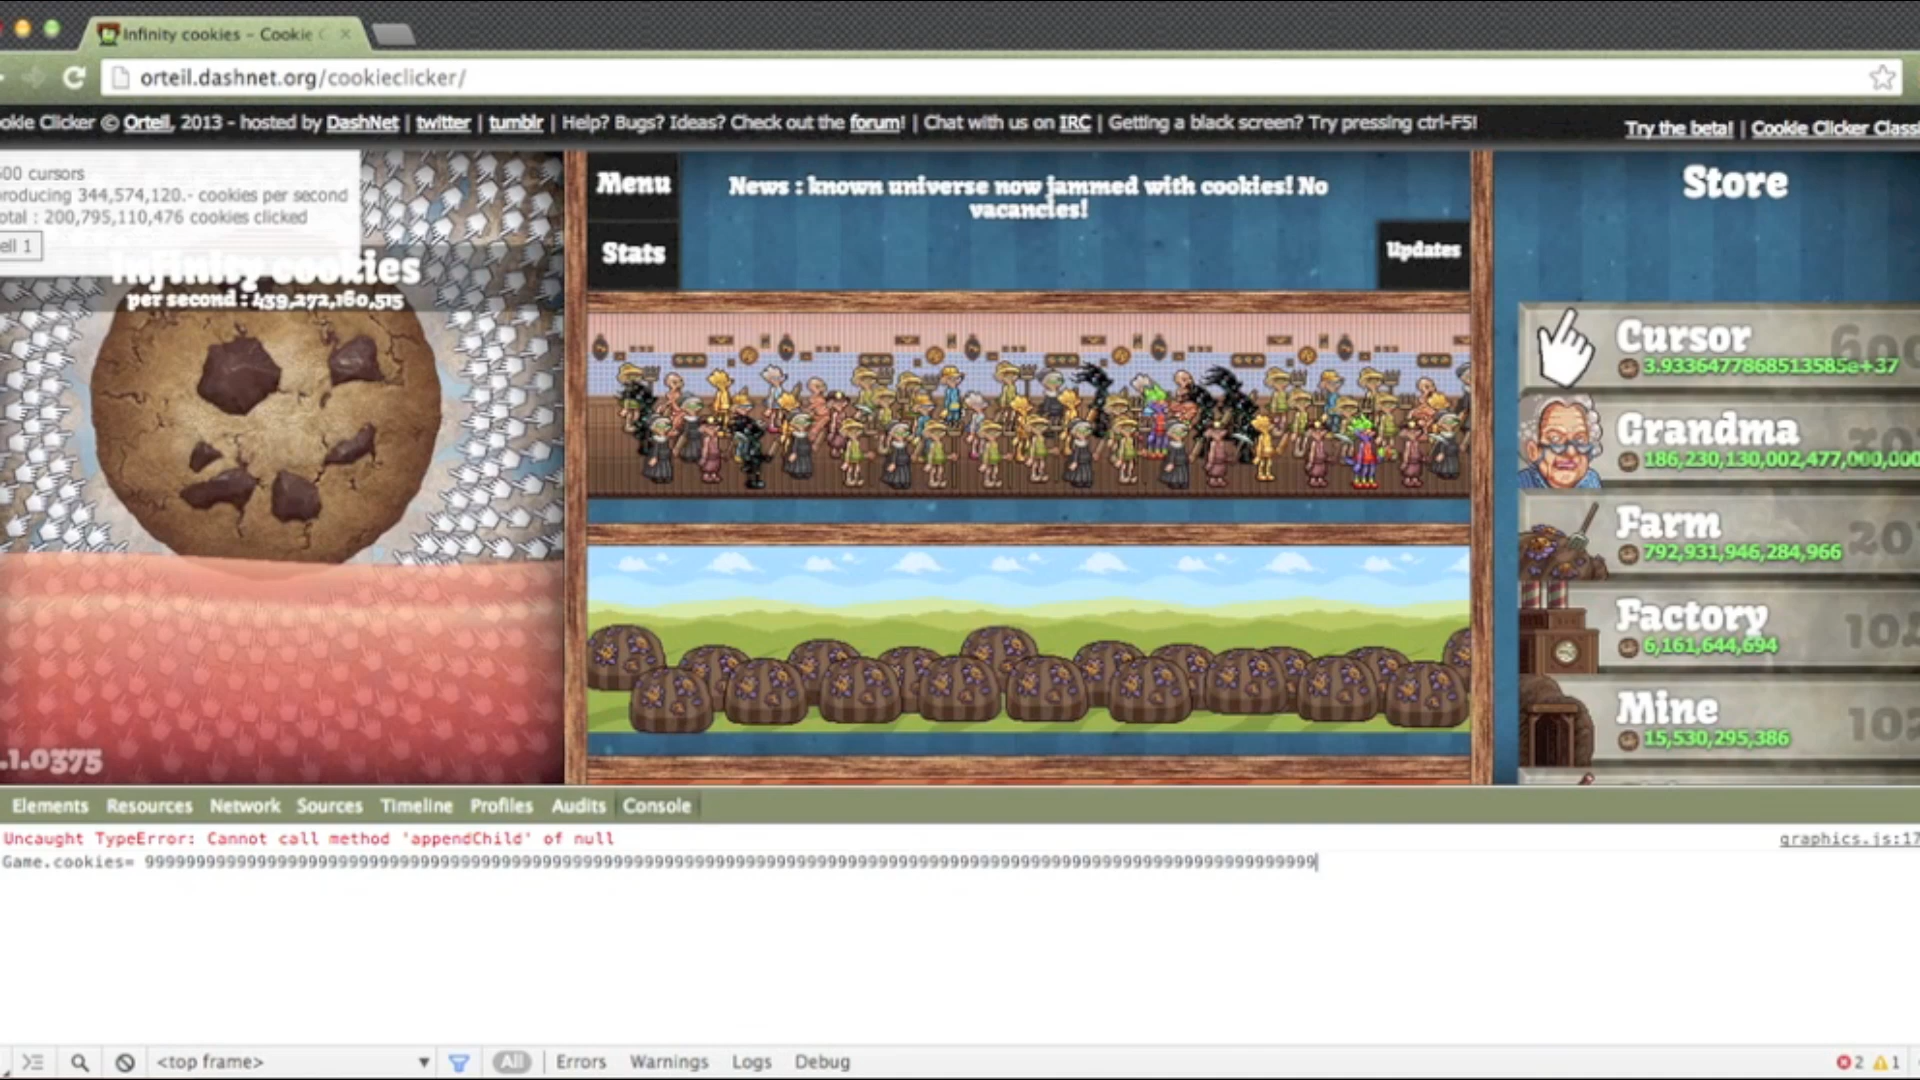 Infinity cookies - Cookie C
orteil.dashnet.org/cookieclicker/
okie Clicker © Orteil, 2013 - hosted by DashNet | twitter | tumblr | Help? Bugs? Ideas? Check out the forum! | Chat with us on IRC | Getting a black screen? Try pressing ctrl-F5!
Try the beta! | Cookie Clicker Classi
00 cursors
roducing 344,574,120.- cookies per second
otal : 200,795,110,476 cookies clicked
ell 1
Infinity cookies
per second : 439,272,160,515
.1.0375
Menu
Stats
News : known universe now jammed with cookies! No
vacancies!
Updates
Store
Cursor
600
3.9336477868513585e+37
Grandma
186,230,130,002,477,000,000
Farm
792,931,946,284,966
Factory
6,161,644,694
Mine
15,530,295,386
Elements Resources Network Sources Timeline Profiles Audits Console
Uncaught TypeError: Cannot call method 'appendChild' of null
graphics.js:17
Game.cookies=
<top frame>
All Errors Warnings Logs Debug
2 1